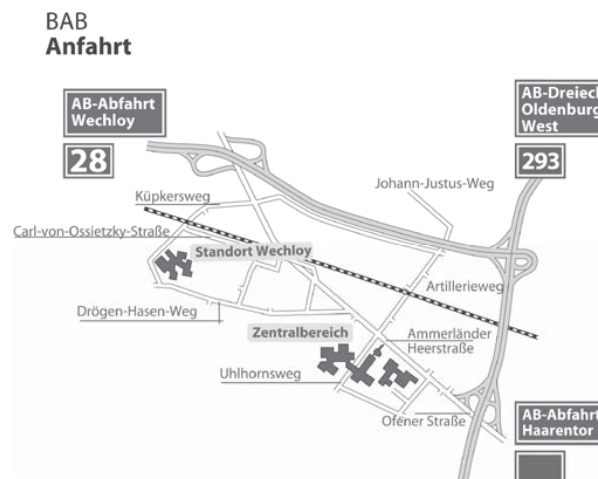 BAB
Anfahrt
AB-Abfahrt
Wechloy
28
AB-Dreieck
Oldenburg
West
293
Johann-Justus-Weg
Küpkersweg
Carl-von-Ossietzky-Straße
Standort Wechloy
Artillerieweg
Drögen-Hasen-Weg
Zentralbereich
Ammerländer
Heerstraße
Uhlhornsweg
Ofener Straße
AB-Abfahrt
Haarentor